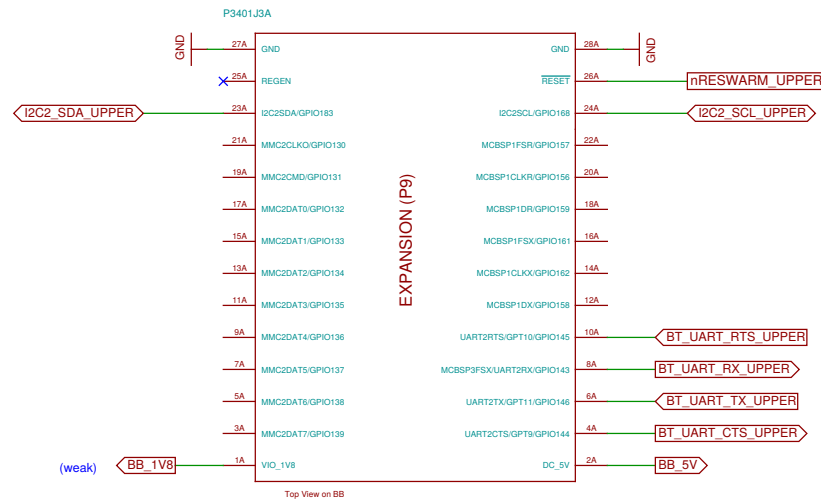 P3401J3A
GND 27A GND GND 28A GND
25A REGEN RESET 26A nRESWARM_UPPER
I2C2_SDA_UPPER 23A I2C2SDA/GPIO183 I2C2SCL/GPIO168 24A I2C2_SCL_UPPER
21A MMC2CLKO/GPIO130 MCBSP1FSR/GPIO157 22A
19A MMC2CMD/GPIO131 MCBSP1CLKR/GPIO156 20A
17A MMC2DAT0/GPIO132 MCBSP1DR/GPIO159 18A
15A MMC2DAT1/GPIO133 MCBSP1FSX/GPIO161 16A
EXPANSION (P9)
13A MMC2DAT2/GPIO134 MCBSP1CLKX/GPIO162 14A
11A MMC2DAT3/GPIO135 MCBSP1DX/GPIO158 12A
9A MMC2DAT4/GPIO136 UART2RTS/GPT10/GPIO145 10A BT_UART_RTS_UPPER
7A MMC2DAT5/GPIO137 MCBSP3FSX/UART2RX/GPIO143 8A BT_UART_RX_UPPER
5A MMC2DAT6/GPIO138 UART2TX/GPT11/GPIO146 6A BT_UART_TX_UPPER
3A MMC2DAT7/GPIO139 UART2CTS/GPT9/GPIO144 4A BT_UART_CTS_UPPER
(weak) BB_1V8 1A VIO_1V8 DC_5V 2A BB_5V
Top View on BB